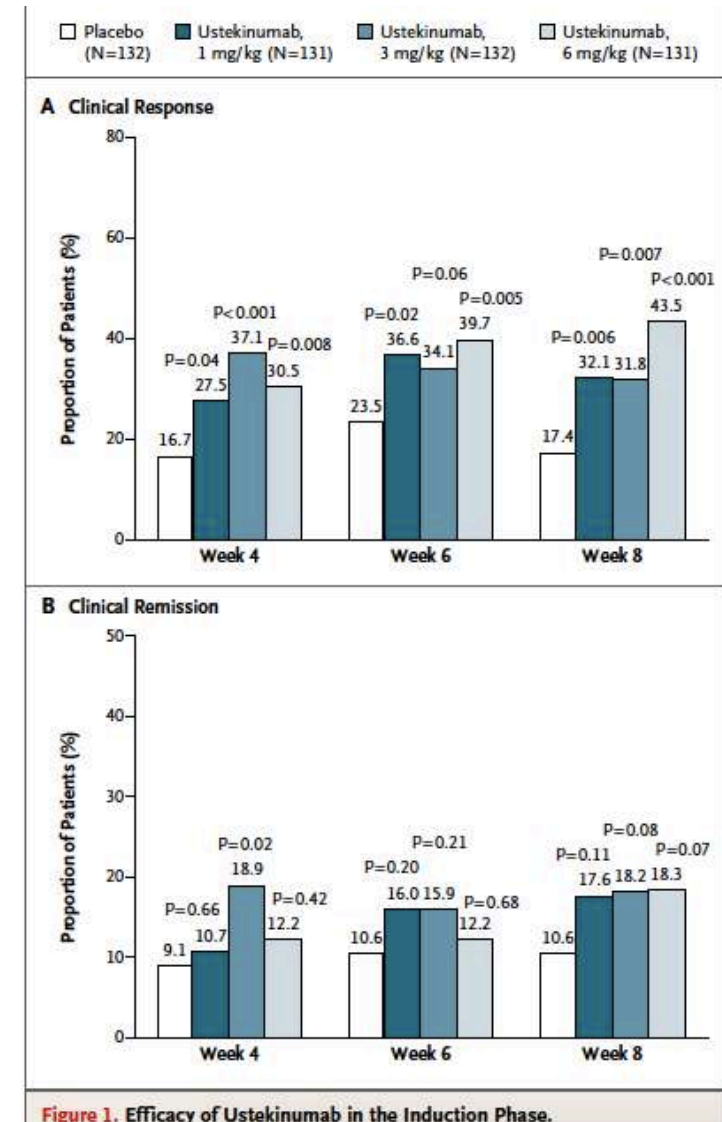 Placebo (N=132)
Ustekinumab, 1 mg/kg (N=131)
Ustekinumab, 3 mg/kg (N=132)
Ustekinumab, 6 mg/kg (N=131)
A Clinical Response
Proportion of Patients (%)
80
60
40
20
0
P=0.04
P<0.001
P=0.008
16.7
27.5
37.1
30.5
Week 4
P=0.02
P=0.06
P=0.005
23.5
36.6
34.1
39.7
Week 6
P=0.006
P=0.007
P<0.001
17.4
32.1
31.8
43.5
Week 8
B Clinical Remission
Proportion of Patients (%)
50
40
30
20
10
0
P=0.66
P=0.02
P=0.42
9.1
10.7
18.9
12.2
Week 4
P=0.20
P=0.21
P=0.68
10.6
16.0
15.9
12.2
Week 6
P=0.11
P=0.08
P=0.07
10.6
17.6
18.2
18.3
Week 8
Figure 1. Efficacy of Ustekinumab in the Induction Phase.